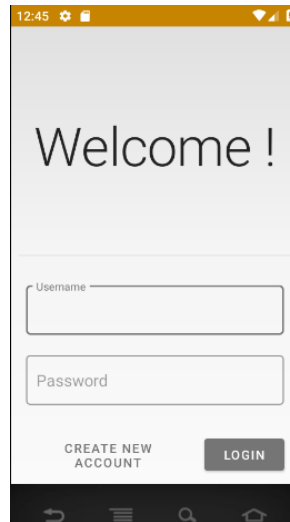 12:45
Welcome !
Username
Password
CREATE NEW
ACCOUNT
LOGIN